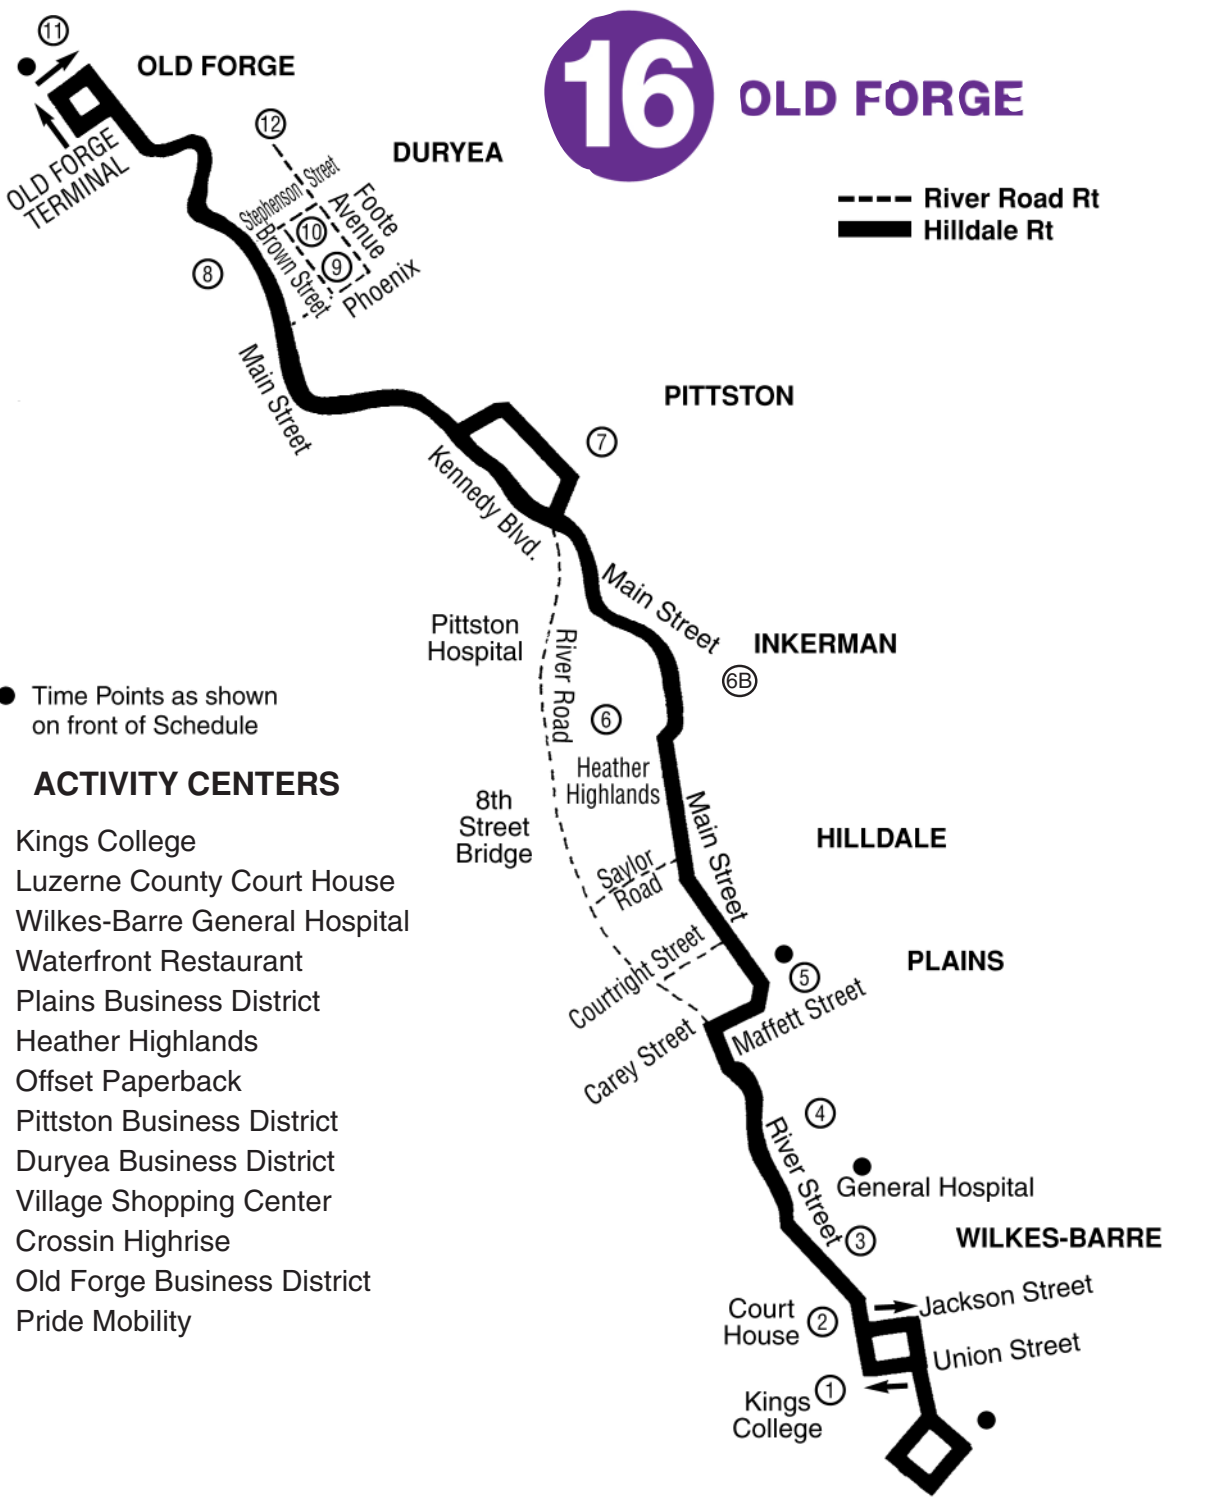 11
OLD FORGE
16
OLD FORGE
OLD FORGE
TERMINAL
12
DURYEA
River Road Rt
Hilldale Rt
Stephenson Street
Foote
Avenue
10
Brown Street
9
Phoenix
8
Main Street
PITTSTON
7
Kennedy Blvd.
Main Street
Pittston
Hospital
River Road
INKERMAN
6B
Time Points as shown
on front of Schedule
6
Heather
Highlands
ACTIVITY CENTERS
Kings College
Luzerne County Court House
Wilkes-Barre General Hospital
Waterfront Restaurant
Plains Business District
Heather Highlands
Offset Paperback
Pittston Business District
Duryea Business District
Village Shopping Center
Crossin Highrise
Old Forge Business District
Pride Mobility
8th
Street
Bridge
Main Street
HILLDALE
Saylor
Road
Courtright Street
5
PLAINS
Maffett Street
Carey Street
4
River Street
General Hospital
3
WILKES-BARRE
Court
House
2
Jackson Street
Union Street
Kings
College
1